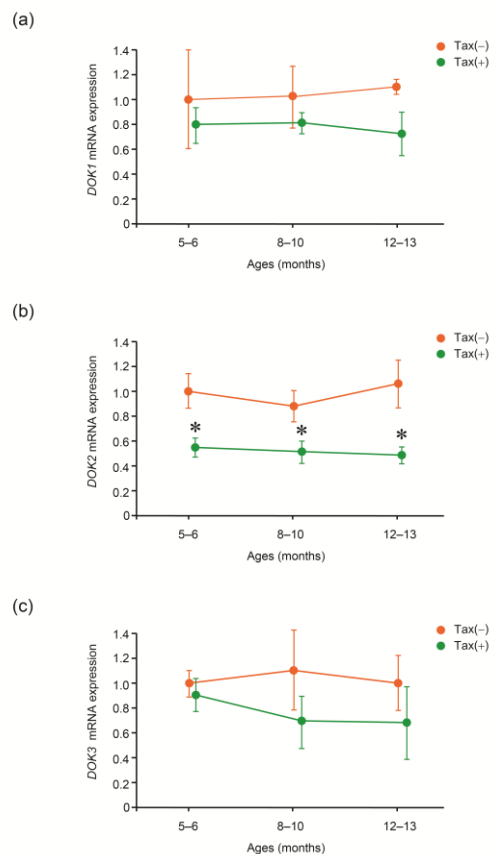 (a)
Tax(−)
Tax(+)
DOK1 mRNA expression
1.4
1.2
1.0
0.8
0.6
0.4
0.2
0
5–6
8–10
12–13
Ages (months)
(b)
Tax(−)
Tax(+)
DOK2 mRNA expression
1.4
1.2
1.0
0.8
0.6
0.4
0.2
0
*
*
*
5–6
8–10
12–13
Ages (months)
(c)
Tax(−)
Tax(+)
DOK3 mRNA expression
1.4
1.2
1.0
0.8
0.6
0.4
0.2
0
5–6
8–10
12–13
Ages (months)